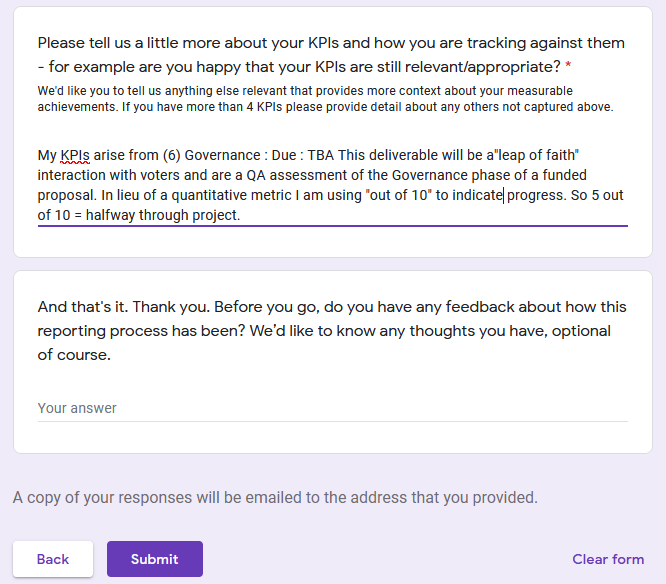 Please tell us a little more about your KPIs and how you are tracking against them
- for example are you happy that your KPIs are still relevant/appropriate? *
We'd like you to tell us anything else relevant that provides more context about your measurable
achievements. If you have more than 4 KPIs please provide detail about any others not captured above.
My KPIs arise from (6) Governance : Due : TBA This deliverable will be a"leap of faith"
interaction with voters and are a QA assessment of the Governance phase of a funded
proposal. In lieu of a quantitative metric I am using "out of 10" to indicate progress. So 5 out
of 10 = halfway through project.
And that's it. Thank you. Before you go, do you have any feedback about how this
reporting process has been? We’d like to know any thoughts you have, optional
of course.
Your answer
A copy of your responses will be emailed to the address that you provided.
Back Submit Clear form